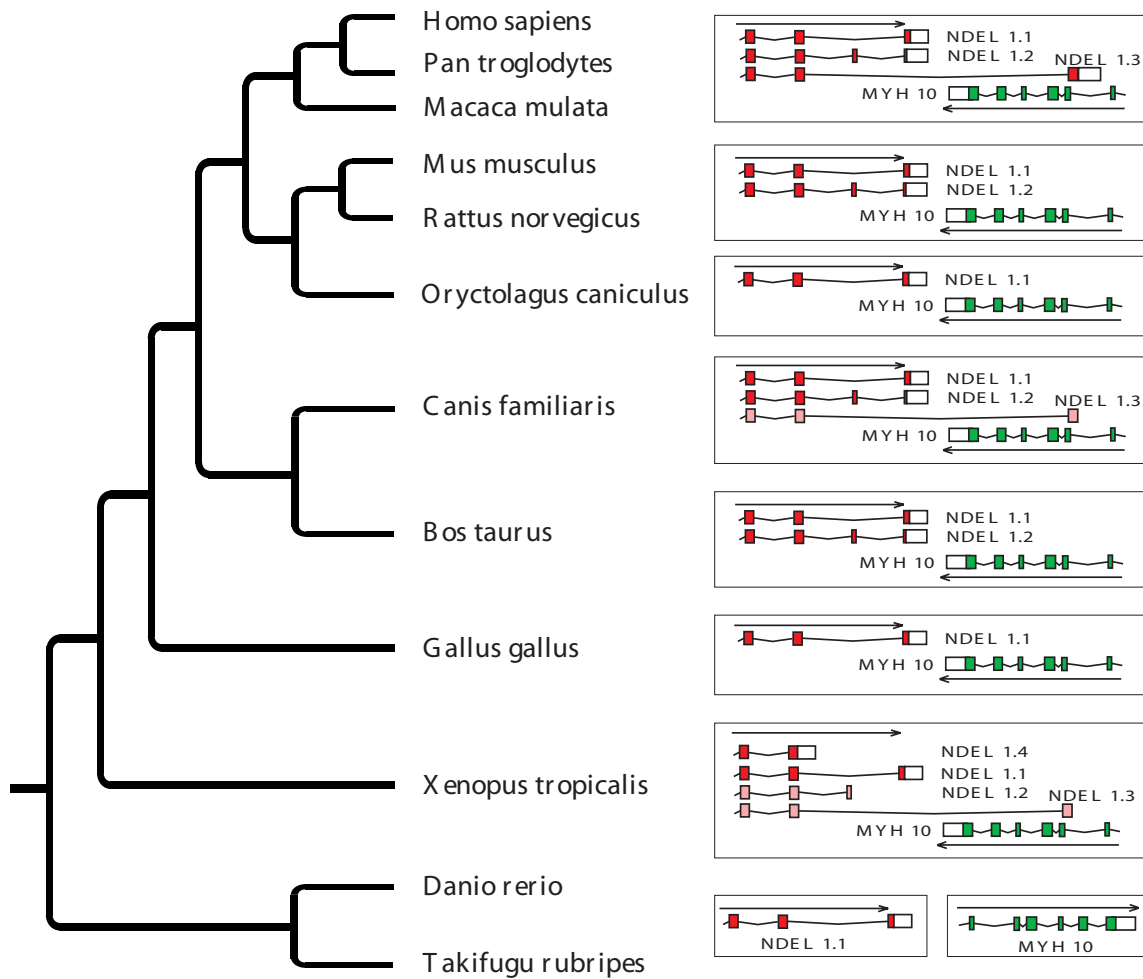 Homo sapiens
Pan troglodytes
Macaca mulata
Mus musculus
Rattus norvegicus
Oryctolagus caniculus
Canis familiaris
Bos taurus
Gallus gallus
Xenopus tropicalis
Danio rerio
Takifugu rubripes
NDEL 1.1
NDEL 1.2
NDEL 1.3
MYH 10
NDEL 1.1
NDEL 1.2
MYH 10
NDEL 1.1
MYH 10
NDEL 1.1
NDEL 1.2
NDEL 1.3
MYH 10
NDEL 1.1
NDEL 1.2
MYH 10
NDEL 1.1
MYH 10
NDEL 1.4
NDEL 1.1
NDEL 1.2
NDEL 1.3
MYH 10
NDEL 1.1
MYH 10